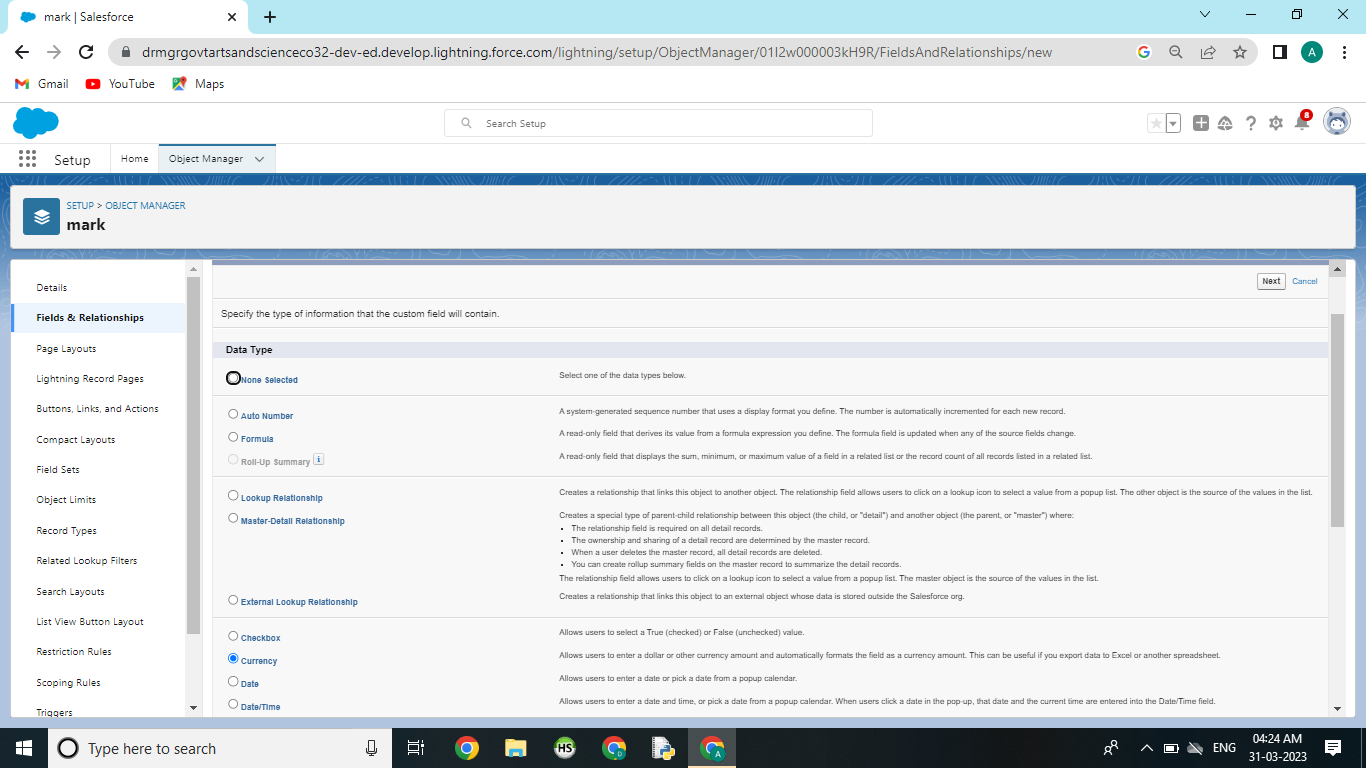 mark | Salesforce
drmgrgovtartsandscienceco32-dev-ed.develop.lightning.force.com/lightning/setup/ObjectManager/01I2w000003kH9R/FieldsAndRelationships/new
A
Gmail YouTube Maps
Search Setup
8
Setup Home Object Manager
SETUP > OBJECT MANAGER
mark
Details
Fields & Relationships
Page Layouts
Lightning Record Pages
Buttons, Links, and Actions
Compact Layouts
Field Sets
Object Limits
Record Types
Related Lookup Filters
Search Layouts
List View Button Layout
Restriction Rules
Scoping Rules
Triggers
Next Cancel
Specify the type of information that the custom field will contain.
Data Type
None Selected Select one of the data types below.
Auto Number A system-generated sequence number that uses a display format you define. The number is automatically incremented for each new record.
Formula A read-only field that derives its value from a formula expression you define. The formula field is updated when any of the source fields change.
Roll-Up Summary i A read-only field that displays the sum, minimum, or maximum value of a field in a related list or the record count of all records listed in a related list.
Lookup Relationship Creates a relationship that links this object to another object. The relationship field allows users to click on a lookup icon to select a value from a popup list. The other object is the source of the values in the list.
Master-Detail Relationship Creates a special type of parent-child relationship between this object (the child, or "detail") and another object (the parent, or "master") where:
• The relationship field is required on all detail records.
• The ownership and sharing of a detail record are determined by the master record.
• When a user deletes the master record, all detail records are deleted.
• You can create rollup summary fields on the master record to summarize the detail records.
The relationship field allows users to click on a lookup icon to select a value from a popup list. The master object is the source of the values in the list.
External Lookup Relationship Creates a relationship that links this object to an external object whose data is stored outside the Salesforce org.
Checkbox Allows users to select a True (checked) or False (unchecked) value.
Currency Allows users to enter a dollar or other currency amount and automatically formats the field as a currency amount. This can be useful if you export data to Excel or another spreadsheet.
Date Allows users to enter a date or pick a date from a popup calendar.
Date/Time Allows users to enter a date and time, or pick a date from a popup calendar. When users click a date in the pop-up, that date and the current time are entered into the Date/Time field.
Type here to search
HS
D
A
ENG
04:24 AM
31-03-2023